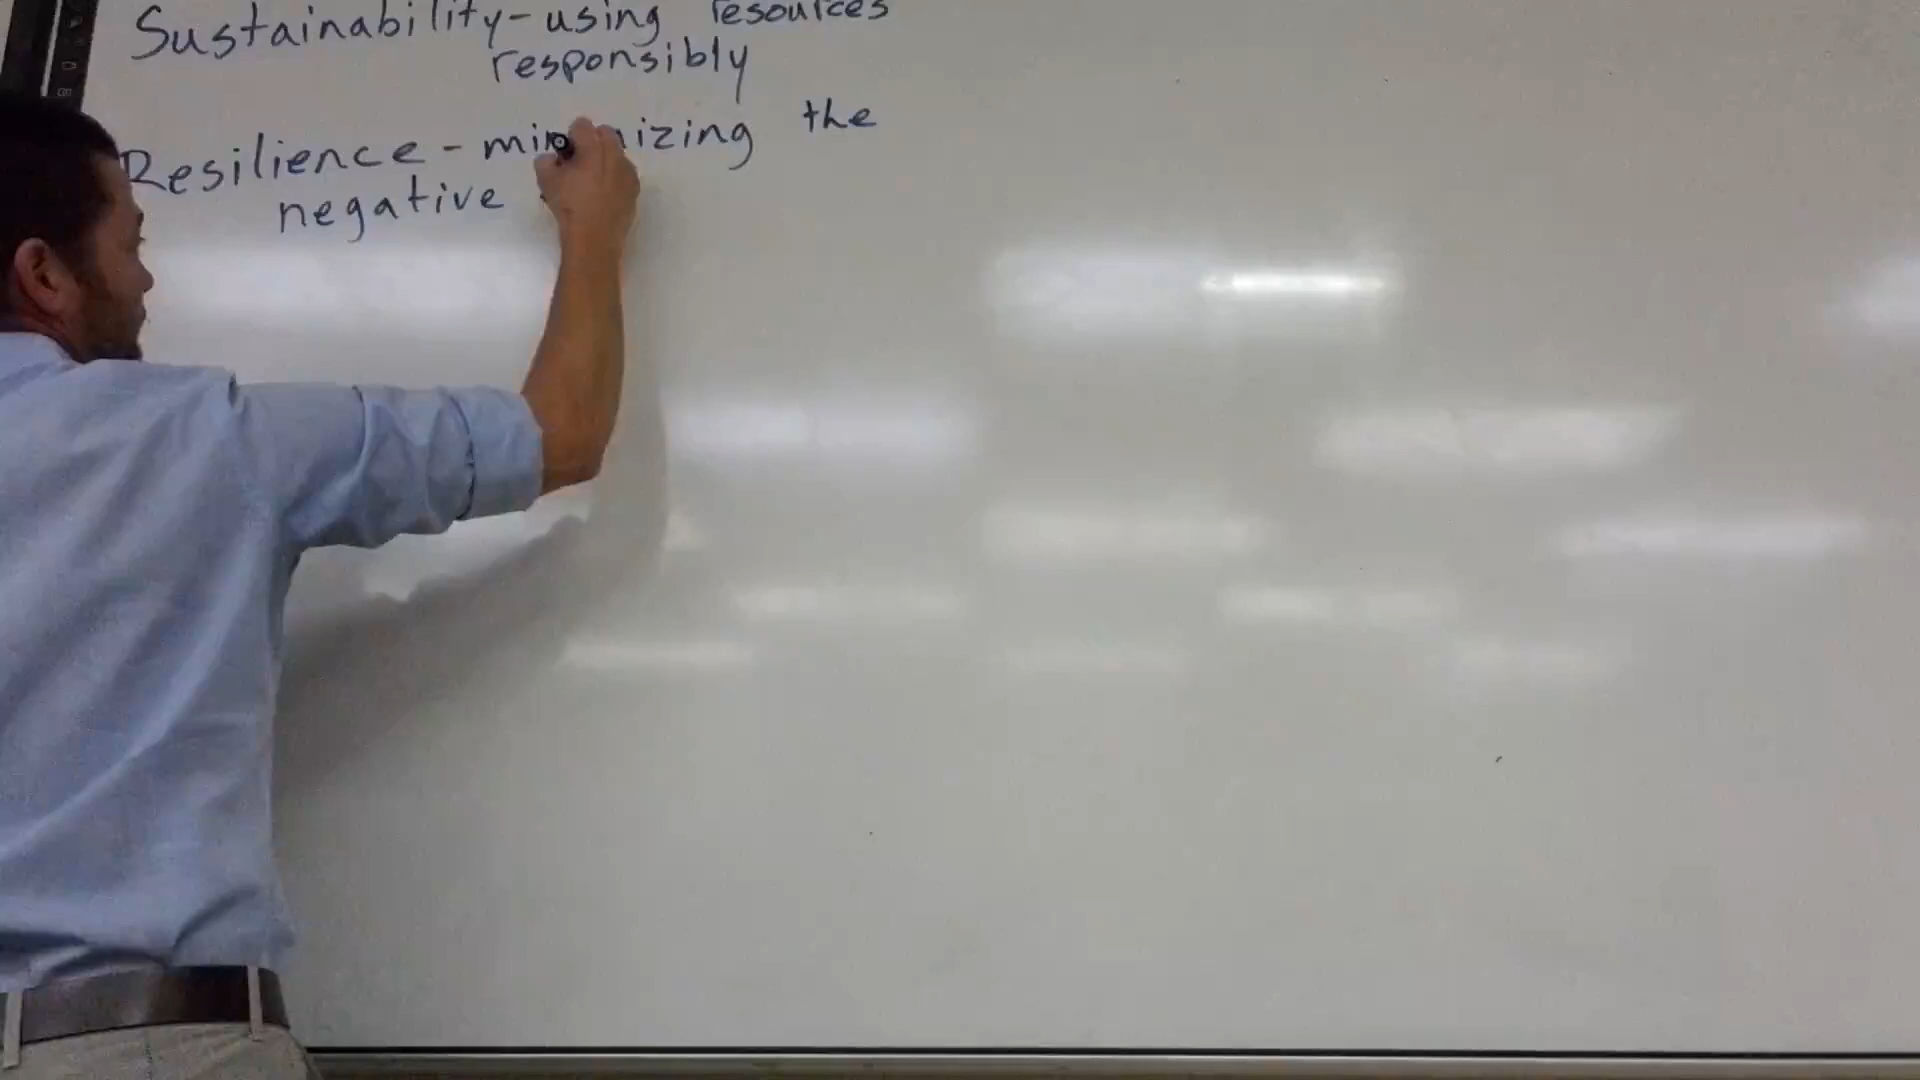 Sustainability - using resources
responsibly
Resilience - minimizing the
negative